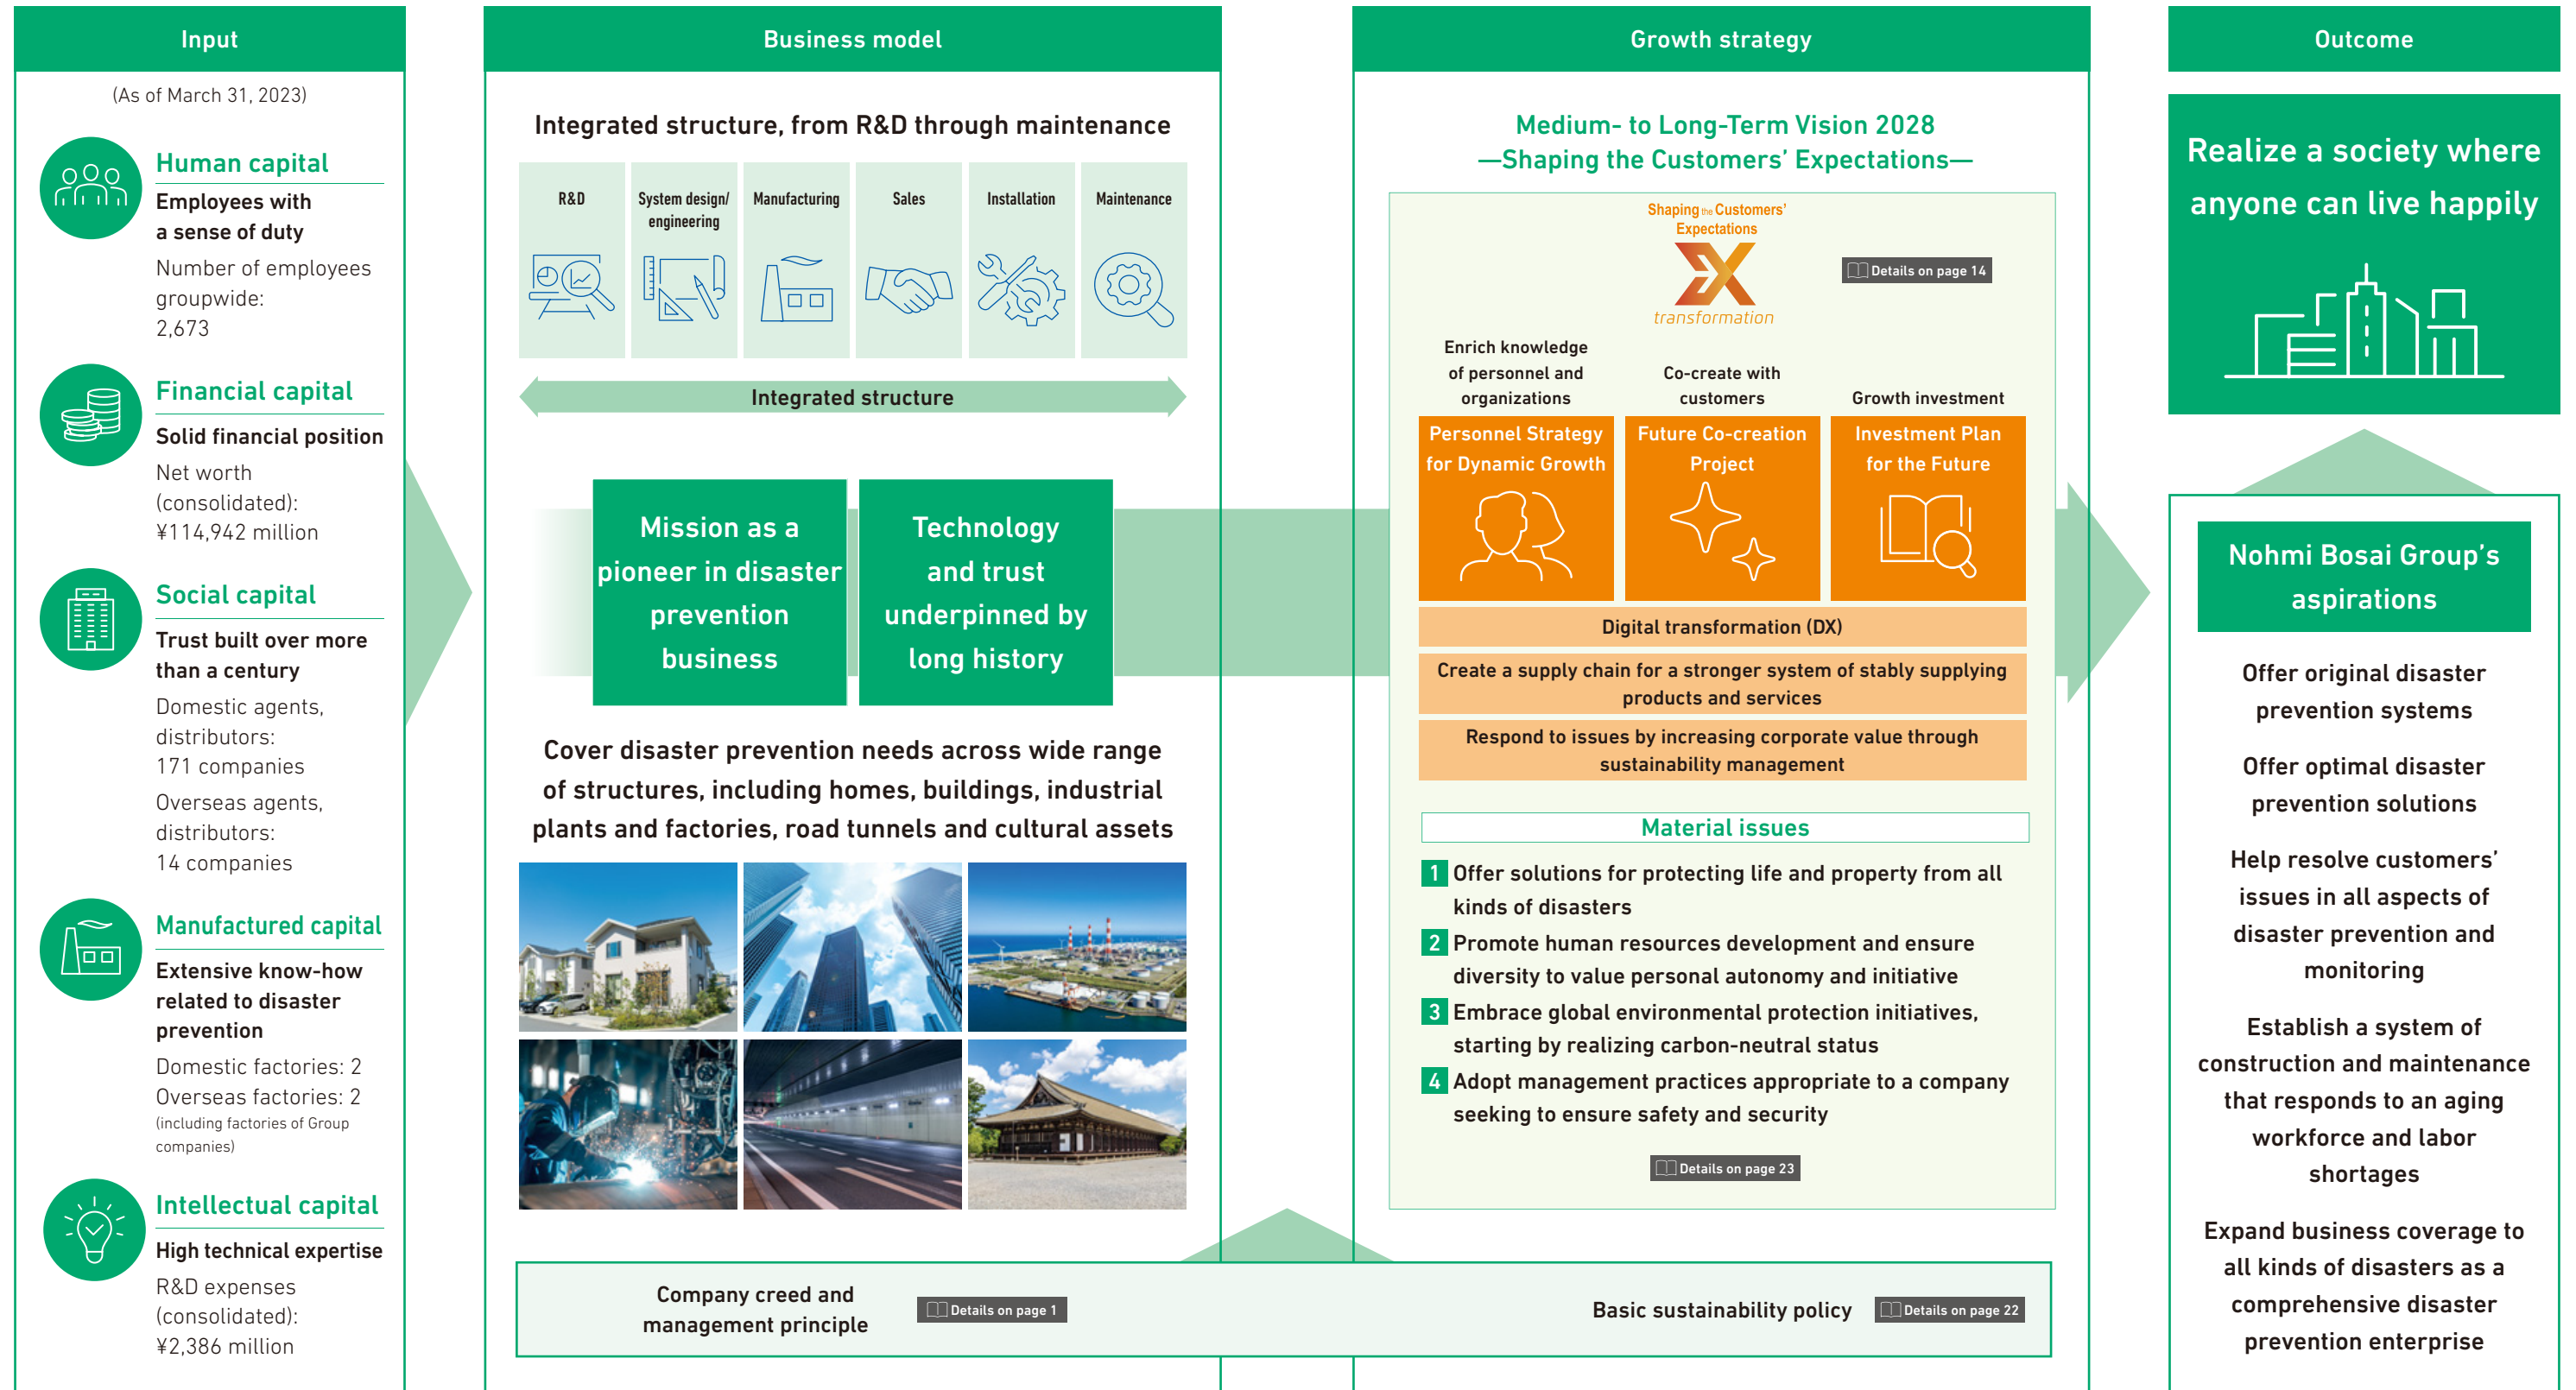 Input
(As of March 31, 2023)
Human capital
Employees with
a sense of duty
Number of employees
groupwide:
2,673
Financial capital
Solid financial position
Net worth
(consolidated):
¥114,942 million
Social capital
Trust built over more
than a century
Domestic agents,
distributors:
171 companies
Overseas agents,
distributors:
14 companies
Manufactured capital
Extensive know-how
related to disaster
prevention
Domestic factories: 2
Overseas factories: 2
(including factories of Group
companies)
Intellectual capital
High technical expertise
R&D expenses
(consolidated):
¥2,386 million
Business model
Integrated structure, from R&D through maintenance
R&D
System design/
engineering
Manufacturing
Sales
Installation
Maintenance
Integrated structure
Mission as a
pioneer in disaster
prevention
business
Technology
and trust
underpinned by
long history
Cover disaster prevention needs across wide range
of structures, including homes, buildings, industrial
plants and factories, road tunnels and cultural assets
Growth strategy
Medium- to Long-Term Vision 2028
—Shaping the Customers’ Expectations—
Shaping the Customers’
Expectations
X
transformation
Details on page 14
Enrich knowledge
of personnel and
organizations
Co-create with
customers
Growth investment
Personnel Strategy
for Dynamic Growth
Future Co-creation
Project
Investment Plan
for the Future
Digital transformation (DX)
Create a supply chain for a stronger system of stably supplying
products and services
Respond to issues by increasing corporate value through
sustainability management
Material issues
1 Offer solutions for protecting life and property from all
kinds of disasters
2 Promote human resources development and ensure
diversity to value personal autonomy and initiative
3 Embrace global environmental protection initiatives,
starting by realizing carbon-neutral status
4 Adopt management practices appropriate to a company
seeking to ensure safety and security
Details on page 23
Company creed and
management principle
Details on page 1
Basic sustainability policy
Details on page 22
Outcome
Realize a society where
anyone can live happily
Nohmi Bosai Group’s
aspirations
Offer original disaster
prevention systems
Offer optimal disaster
prevention solutions
Help resolve customers’
issues in all aspects of
disaster prevention and
monitoring
Establish a system of
construction and maintenance
that responds to an aging
workforce and labor
shortages
Expand business coverage to
all kinds of disasters as a
comprehensive disaster
prevention enterprise